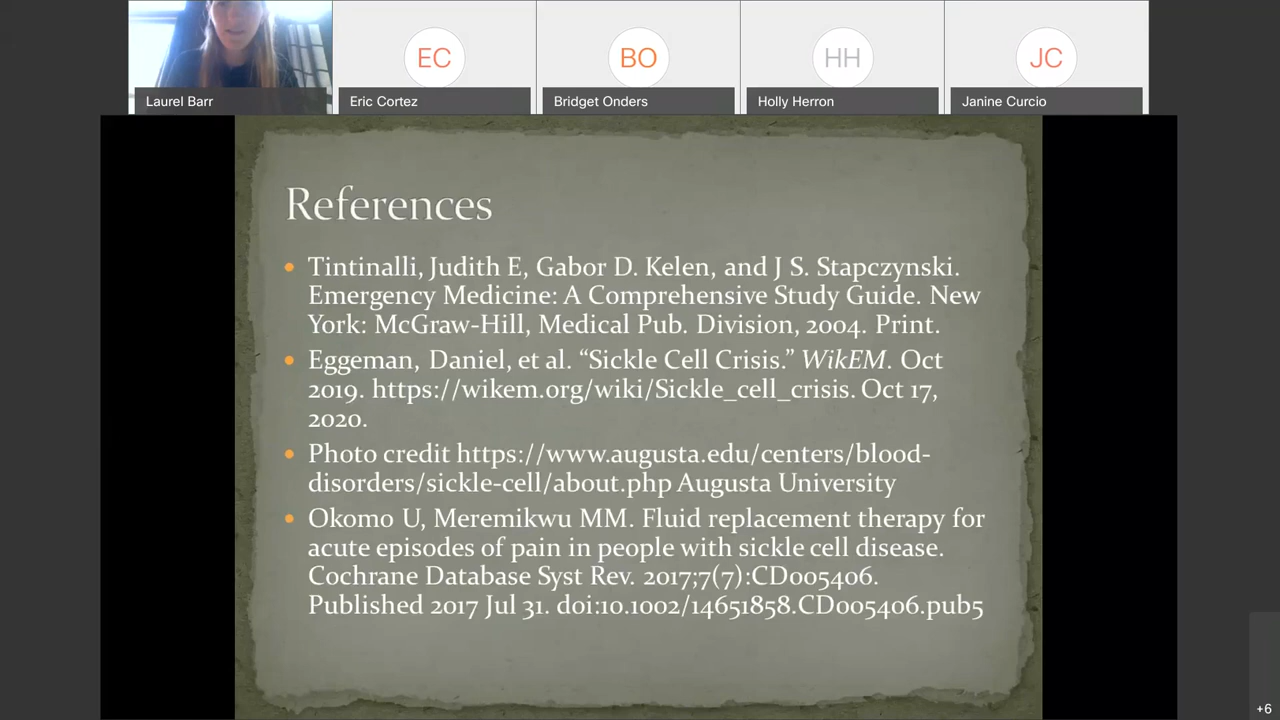 EC
BO
HH
JC
Laurel Barr
Eric Cortez
Bridget Onders
Holly Herron
Janine Curcio
References
• Tintinalli, Judith E, Gabor D. Kelen, and J S. Stapczynski.
Emergency Medicine: A Comprehensive Study Guide. New
York: McGraw-Hill, Medical Pub. Division, 2004. Print.
• Eggeman, Daniel, et al. “Sickle Cell Crisis.” WikEM. Oct
2019. https://wikem.org/wiki/Sickle_cell_crisis. Oct 17,
2020.
• Photo credit https://www.augusta.edu/centers/blood-
disorders/sickle-cell/about.php Augusta University
• Okomo U, Meremikwu MM. Fluid replacement therapy for
acute episodes of pain in people with sickle cell disease.
Cochrane Database Syst Rev. 2017;7(7):CD005406.
Published 2017 Jul 31. doi:10.1002/14651858.CD005406.pub5
+6